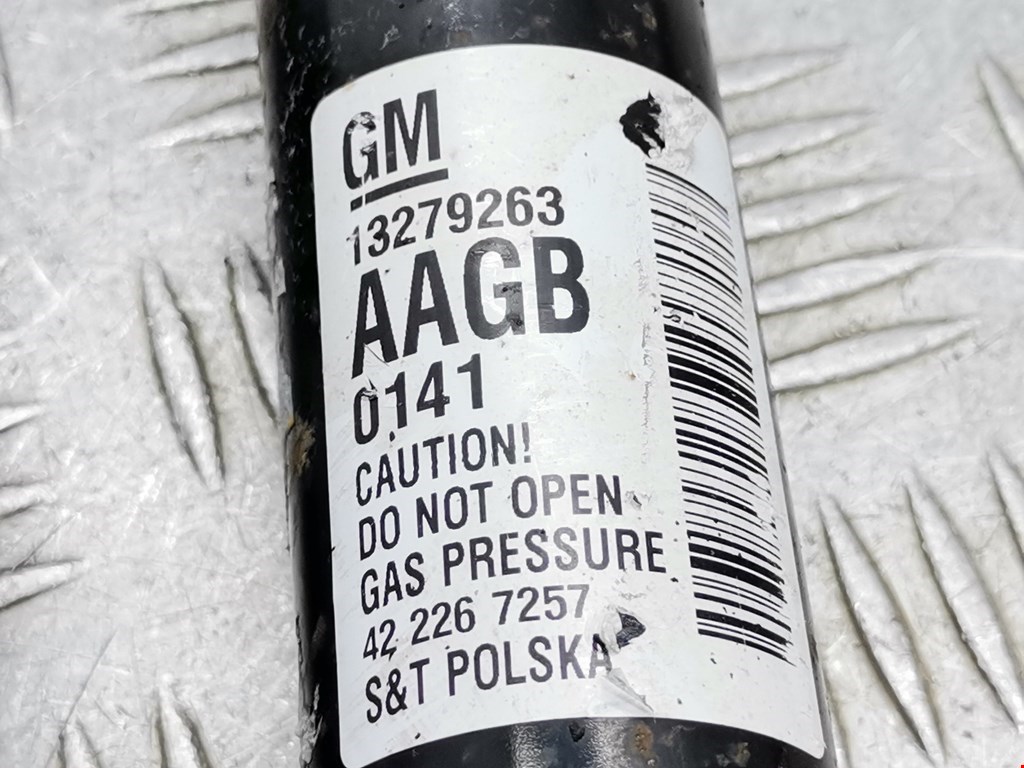 GM
13279263
AAGB
0141
CAUTION!
DO NOT OPEN
GAS PRESSURE
42 226 7257
S&T POLSKA